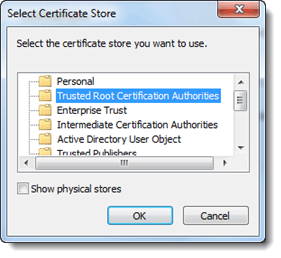 Select Certificate Store
Select the certificate store you want to use.
Personal
Trusted Root Certification Authorities
Enterprise Trust
Intermediate Certification Authorities
Active Directory User Object
Trusted Publishers
Show physical stores
OK
Cancel